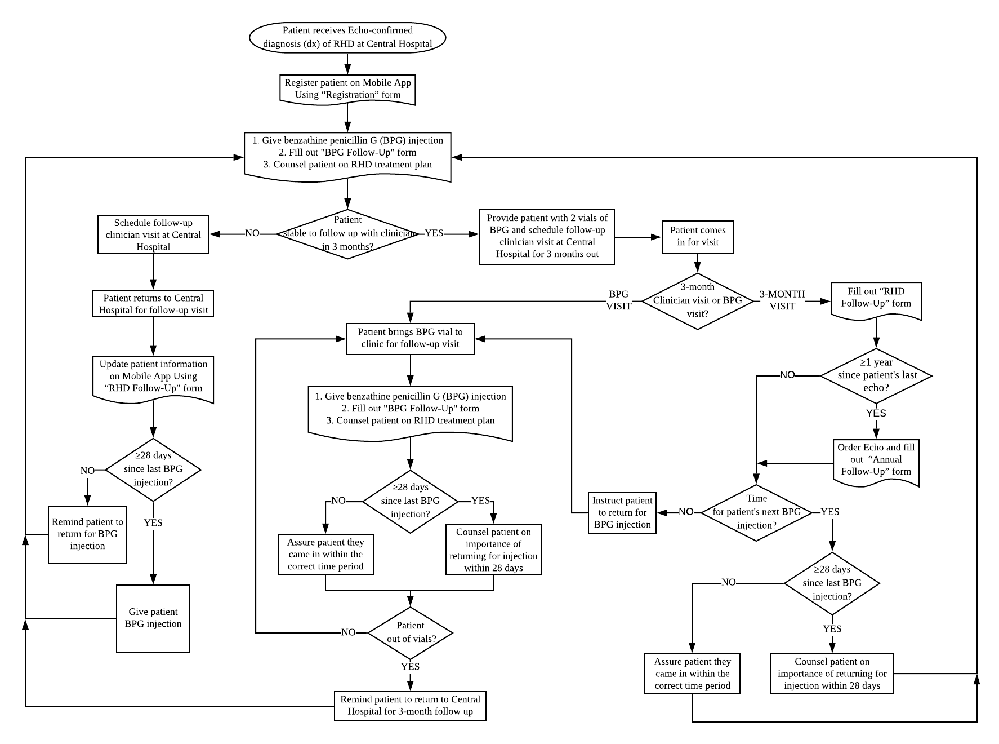 Patient receives Echo-confirmed
diagnosis (dx) of RHD at Central Hospital
Register patient on Mobile App
Using “Registration” form
1. Give benzathine penicillin G (BPG) injection
2. Fill out "BPG Follow-Up" form
3. Counsel patient on RHD treatment plan
Patient
stable to follow up with clinician
in 3 months?
NO
YES
Schedule follow-up
clinician visit at Central
Hospital
Provide patient with 2 vials of
BPG and schedule follow-up
clinician visit at Central
Hospital for 3 months out
Patient comes
in for visit
3-month
Clinician visit or BPG
visit?
BPG
VISIT
3-MONTH
VISIT
Fill out “RHD
Follow-Up” form
Patient returns to Central
Hospital for follow-up visit
Update patient information
on Mobile App Using
“RHD Follow-Up” form
≥28 days
since last BPG
injection?
NO
YES
Remind patient to
return for BPG
injection
Give patient
BPG injection
Patient brings BPG vial to
clinic for follow-up visit
1. Give benzathine penicillin G (BPG) injection
2. Fill out "BPG Follow-Up" form
3. Counsel patient on RHD treatment plan
≥28 days
since last BPG
injection?
NO
YES
Assure patient they
came in within the
correct time period
Counsel patient on
importance of
returning for injection
within 28 days
Patient
out of vials?
NO
YES
Remind patient to return to Central
Hospital for 3-month follow up
≥1 year
since patient's last
echo?
NO
YES
Order Echo and fill
out “Annual
Follow-Up” form
Time
for patient's next BPG
injection?
NO
YES
Instruct patient
to return for
BPG injection
≥28 days
since last BPG
injection?
NO
YES
Assure patient they
came in within the
correct time period
Counsel patient on
importance of returning for
injection within 28 days